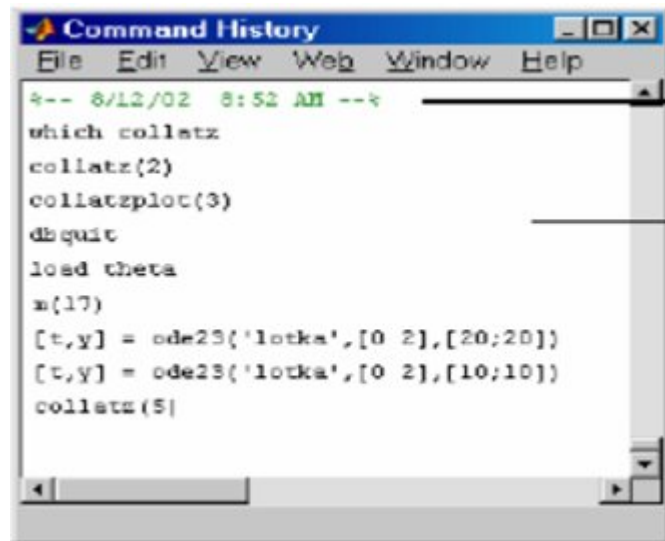 Command History
File Edit View Web Window Help
%-- 8/12/02 8:52 AM --%
which collatz
collatz(2)
collatzplot(3)
dbquit
load theta
m(17)
[t,y] = ode23('lotka',[0 2],[20;20])
[t,y] = ode23('lotka',[0 2],[10;10])
collatz(5|